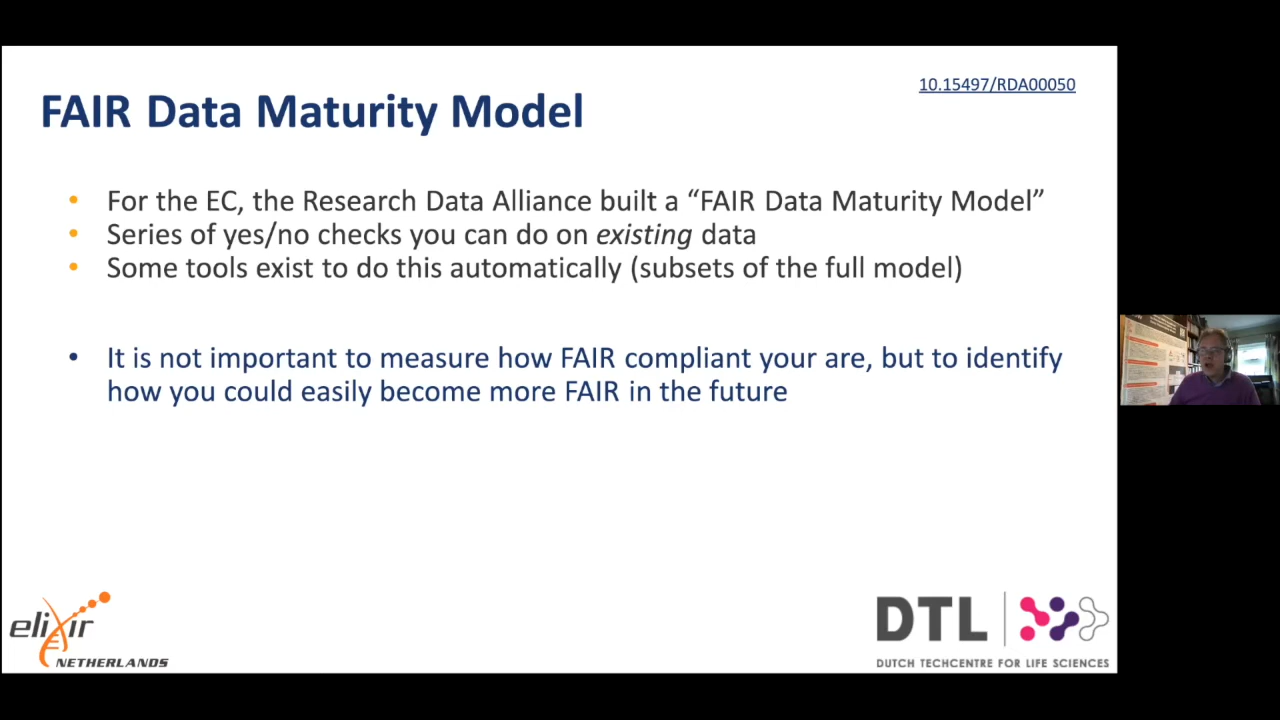 10.15497/RDA00050
FAIR Data Maturity Model
• For the EC, the Research Data Alliance built a “FAIR Data Maturity Model”
• Series of yes/no checks you can do on existing data
• Some tools exist to do this automatically (subsets of the full model)
• It is not important to measure how FAIR compliant your are, but to identify
how you could easily become more FAIR in the future
elixir
NETHERLANDS
DTL
DUTCH TECHCENTRE FOR LIFE SCIENCES